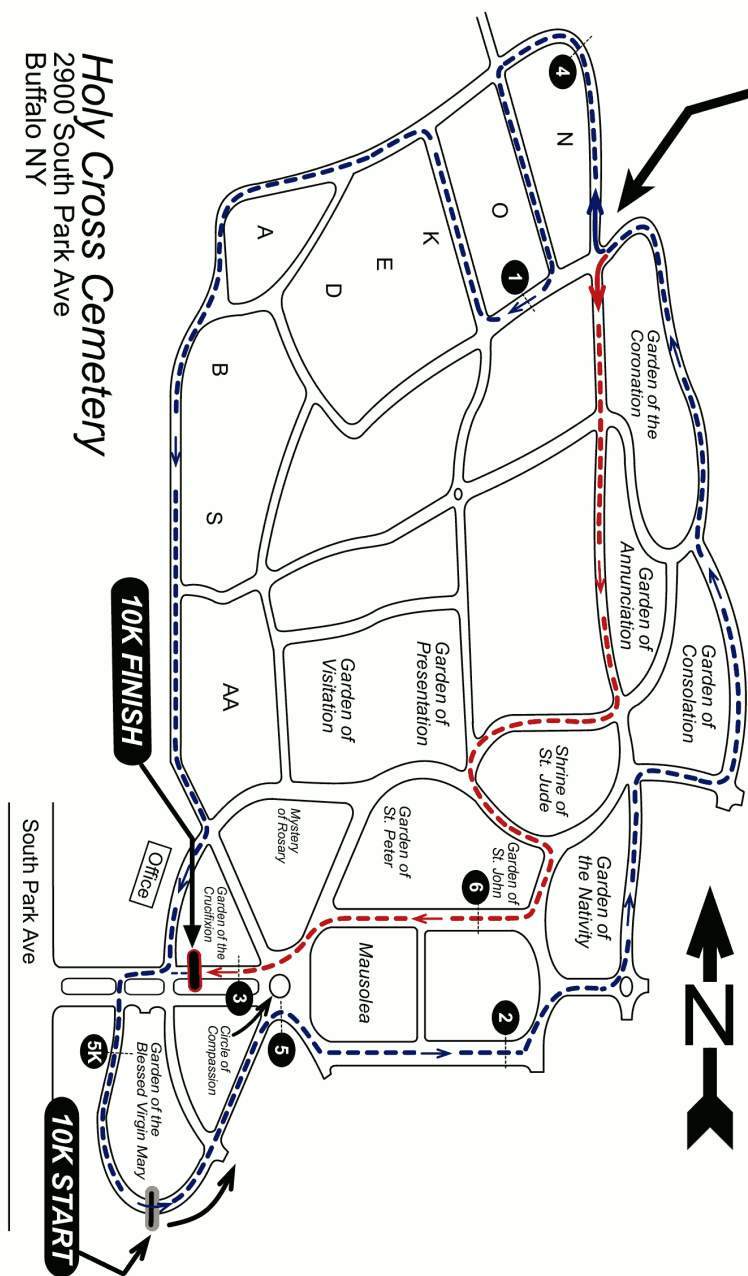 Holy Cross Cemetery
2900 South Park Ave
Buffalo NY
4
N
O
1
K
E
D
A
B
S
AA
Garden of the
Coronation
Garden of
Annunciation
Garden of
Consolation
Garden of
Presentation
Garden of
Visitation
Shrine of
St. Jude
Garden of
the Nativity
Garden of
St. John
Garden of
St. Peter
Mystery
of Rosary
6
Mausolea
2
N
10K FINISH
Office
Garden of the
Crucifixion
3
Circle of
Compassion
5
5K
Garden of the
Blessed Virgin Mary
South Park Ave
10K START